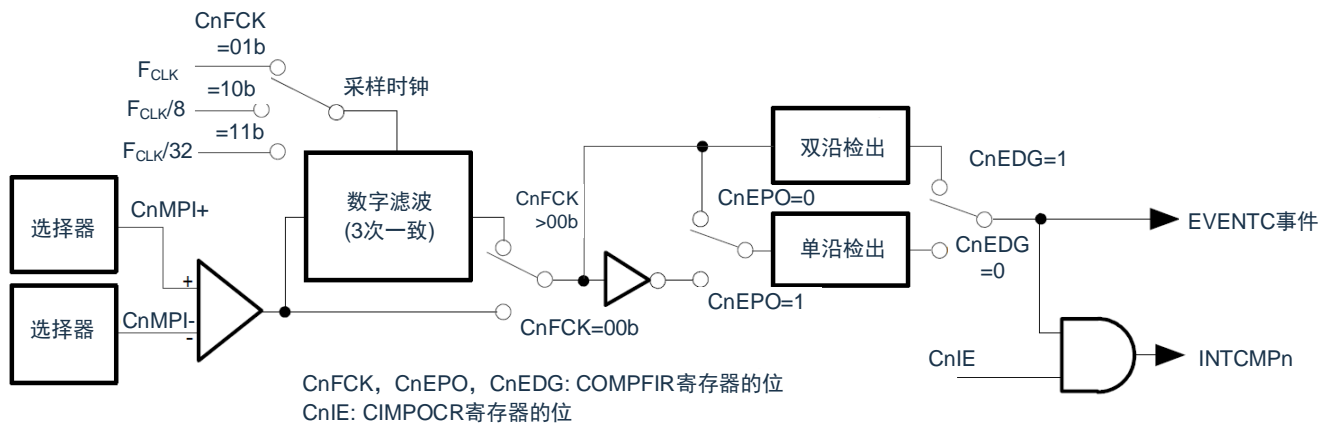 CnFCK
=01b
FCLK
=10b
FCLK/8
=11b
FCLK/32
采样时钟
选择器
CnMPI+
数字滤波
(3次一致)
CnFCK
>00b
双沿检出
CnEDG=1
CnEPO=0
EVENTC事件
单沿检出
CnEDG
=0
选择器
CnMPI-
+
-
CnEPO=1
CnFCK=00b
CnIE
INTCMPn
CnFCK，CnEPO，CnEDG: COMPFIR寄存器的位
CnIE: CIMPOCR寄存器的位